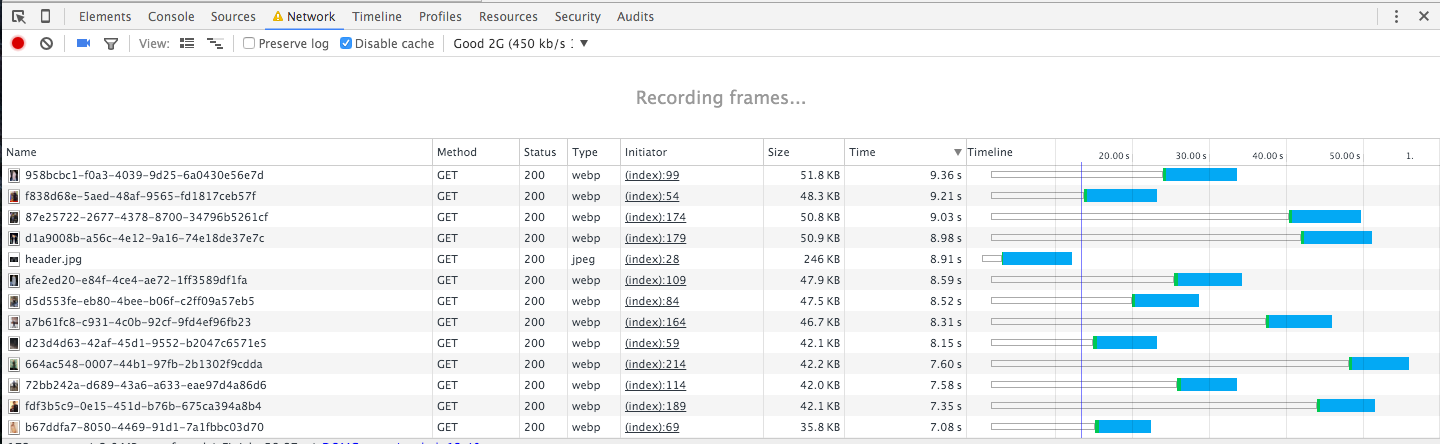 Elements Console Sources Network Timeline Profiles Resources Security Audits
View: Preserve log Disable cache Good 2G (450 kb/s
Recording frames...
Name Method Status Type Initiator Size Time Timeline 20.00 s 30.00 s 40.00 s 50.00 s 1.
958bcbc1-f0a3-4039-9d25-6a0430e56e7d GET 200 webp (index):99 51.8 KB 9.36 s
f838d68e-5aed-48af-9565-fd1817ceb57f GET 200 webp (index):54 48.3 KB 9.21 s
87e25722-2677-4378-8700-34796b5261cf GET 200 webp (index):174 50.8 KB 9.03 s
d1a9008b-a56c-4e12-9a16-74e18de37e7c GET 200 webp (index):179 50.9 KB 8.98 s
header.jpg GET 200 jpeg (index):28 246 KB 8.91 s
afe2ed20-e84f-4ce4-ae72-1ff3589df1fa GET 200 webp (index):109 47.9 KB 8.59 s
d5d553fe-eb80-4bee-b06f-c2ff09a57eb5 GET 200 webp (index):84 47.5 KB 8.52 s
a7b61fc8-c931-4c0b-92cf-9fd4ef96fb23 GET 200 webp (index):164 46.7 KB 8.31 s
d23d4d63-42af-45d1-9552-b2047c6571e5 GET 200 webp (index):59 42.1 KB 8.15 s
664ac548-0007-44b1-97fb-2b1302f9cdda GET 200 webp (index):214 42.2 KB 7.60 s
72bb242a-d689-43a6-a633-eae97d4a86d6 GET 200 webp (index):114 42.0 KB 7.58 s
fdf3b5c9-0e15-451d-b76b-675ca394a8b4 GET 200 webp (index):189 42.1 KB 7.35 s
b67ddfa7-8050-4469-91d1-7a1fbbc03d70 GET 200 webp (index):69 35.8 KB 7.08 s